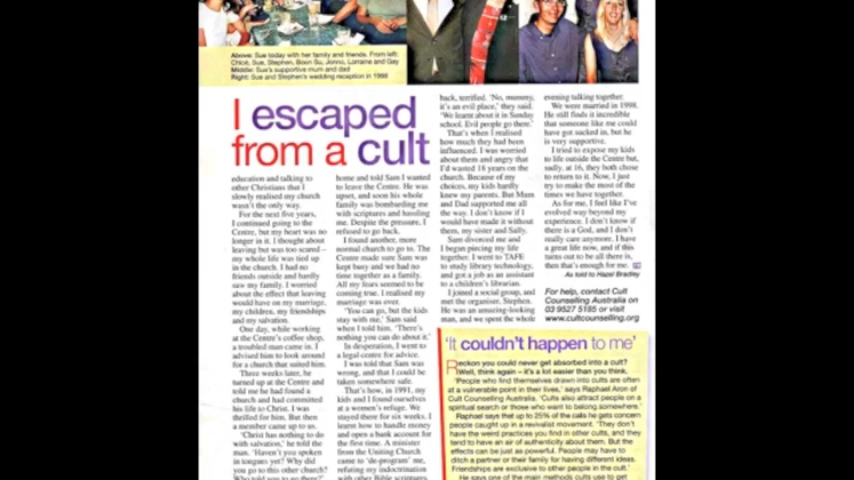 Above: Sue today with her family and friends. From left:
Chloë, Sue, Stephen, Boon Su, Jonno, Lorraine and Gay
Middle: Sue's supportive mum and dad
Right: Sue and Stephen's wedding reception in 1998
I escaped
from a cult
education and talking to
other Christians that I
slowly realised my church
wasn't the only way.
For the next five years,
I continued going to the
Centre, but my heart was no
longer in it. I thought about
leaving but was too scared –
my whole life was tied up
in the church. I had no
friends outside and hardly
saw my family. I worried
about the effect that leaving
would have on my marriage,
my children, my friendships
and my salvation.
One day, while working
at the Centre's coffee shop,
a troubled man came in. I
advised him to look around
for a church that suited him.
Three weeks later, he
turned up at the Centre and
told me he had found a
church and had committed
his life to Christ. I was
thrilled for him. But then
a member came up to us.
'Christ has nothing to do
with salvation,' he told the
man. 'Haven't you spoken
in tongues yet? Why did
you go to this other church?
Who told you to go there?'
home and told Sam I wanted
to leave the Centre. He was
upset, and soon his whole
family was bombarding me
with scriptures and hassling
me. Despite the pressure, I
refused to go back.
I found another, more
normal church to go to. The
Centre made sure Sam was
kept busy and we had no
time together as a family.
All my fears seemed to be
coming true. I realised my
marriage was over.
'You can go, but the kids
stay with me,' Sam said
when I told him. 'There's
nothing you can do about it.'
In desperation, I went to
a legal centre for advice.
I was told that Sam was
wrong, and that I could be
taken somewhere safe.
That's how, in 1991, my
kids and I found ourselves
at a women's refuge. We
stayed there for six weeks. I
learnt how to handle money
and open a bank account for
the first time. A minister
from the Uniting Church
came to 'de-program' me,
refuting my indoctrination
with other Bible scriptures.
back, terrified. 'No, mummy,
it's an evil place,' they said.
'We learnt about it in Sunday
school. Evil people go there.'
That's when I realised
how much they had been
influenced. I was worried
about them and angry that
I'd wasted 18 years on the
church. Because of my
choices, my kids hardly
knew my parents. But Mum
and Dad supported me all
the way. I don't know if I
would have made it without
them, my sister and Sally.
Sam divorced me and
I began piecing my life
together. I went to TAFE
to study library technology,
and got a job as an assistant
to a children's librarian.
I joined a social group, and
met the organiser, Stephen.
He was an amazing-looking
man, and we spent the whole
evening talking together.
We were married in 1998.
He still finds it incredible
that someone like me could
have got sucked in, but he
is very supportive.
I tried to expose my kids
to life outside the Centre but,
sadly, at 16, they both chose
to return to it. Now, I just
try to make the most of the
times we have together.
As for me, I feel like I've
evolved way beyond my
experience. I don't know if
there is a God, and I don't
really care anymore. I have
a great life now, and if this
turns out to be all there is,
then that's enough for me.
As told to Hazel Bradley
For help, contact Cult
Counselling Australia on
03 9527 5185 or visit
www.cultcounselling.org
'It couldn't happen to me'
Reckon you could never get absorbed into a cult?
Well, think again – it's a lot easier than you think.
'People who find themselves drawn into cults are often
at a vulnerable point in their lives,' says Raphael Aron of
Cult Counselling Australia. 'Cults also attract people on a
spiritual search or those who want to belong somewhere.'
Raphael says that up to 25% of the calls he gets concern
people caught up in a revivalist movement. 'They don't
have the weird practices you find in other cults, and they
tend to have an air of authority about them. But the
effects can be just as powerful. People may have to
ditch a partner or their family for having different ideas.
Friendships are exclusive to other people in the cult.'
He says one of the main methods cults use to get